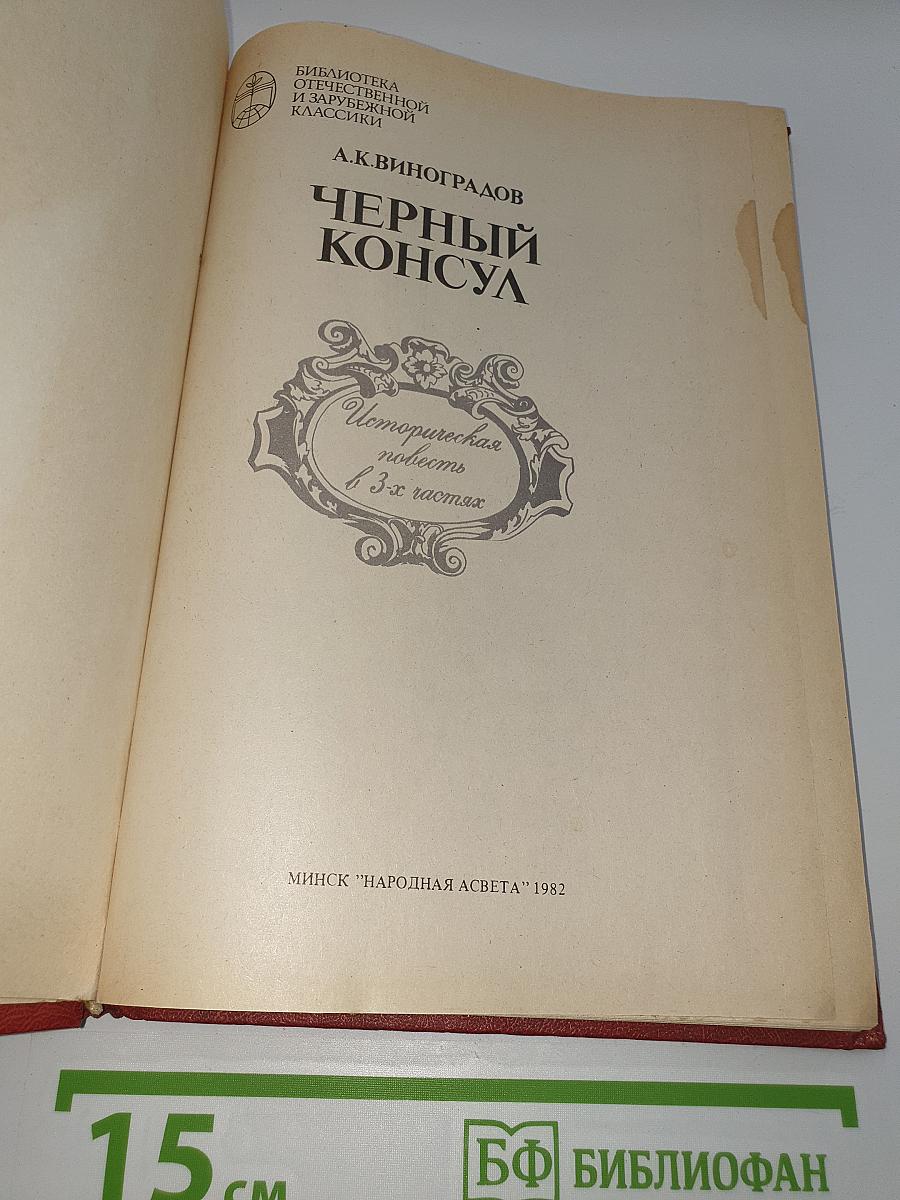 БИБЛИОТЕКА
ОТЕЧЕСТВЕННОЙ
И ЗАРУБЕЖНОЙ
КЛАССИКИ
А.К.ВИНОГРАДОВ
ЧЕРНЫЙ
КОНСУЛ
Историческая
повесть
в 3-х частях
МИНСК "НАРОДНАЯ АСВЕТА" 1982
15 см
БФ БИБЛИОФАН